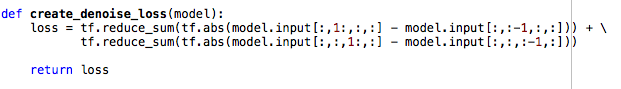 def create_denoise_loss(model):
    loss = tf.reduce_sum(tf.abs(model.input[:,1:,:,:] - model.input[:,:-1,:,:])) + \
           tf.reduce_sum(tf.abs(model.input[:,:,1:,:] - model.input[:,:,:-1,:]))
    return loss